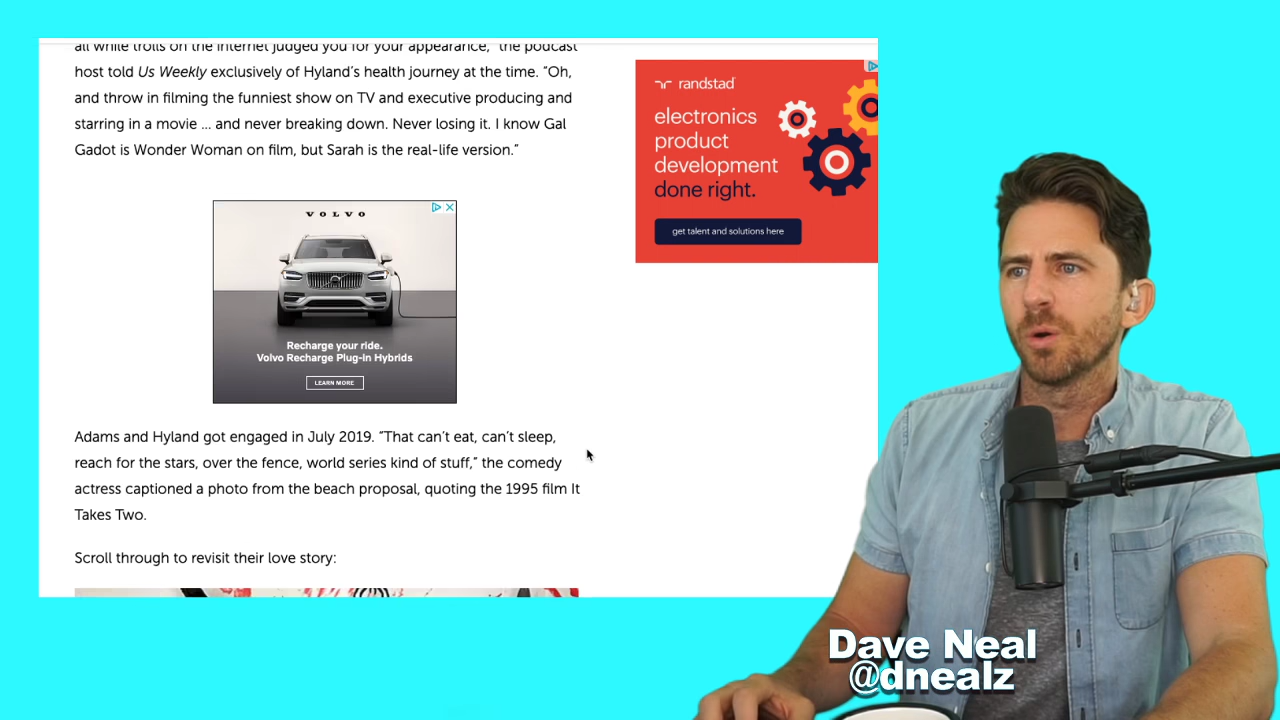 all while trolls on the internet judged you for your appearance,” the podcast
host told Us Weekly exclusively of Hyland’s health journey at the time. “Oh,
and throw in filming the funniest show on TV and executive producing and
starring in a movie … and never breaking down. Never losing it. I know Gal
Gadot is Wonder Woman on film, but Sarah is the real-life version.”
randstad
electronics
product
development
done right.
get talent and solutions here
VOLVO
Recharge your ride.
Volvo Recharge Plug-In Hybrids
LEARN MORE
Adams and Hyland got engaged in July 2019. “That can’t eat, can’t sleep,
reach for the stars, over the fence, world series kind of stuff,” the comedy
actress captioned a photo from the beach proposal, quoting the 1995 film It
Takes Two.
Scroll through to revisit their love story:
Dave Neal
@dnealz